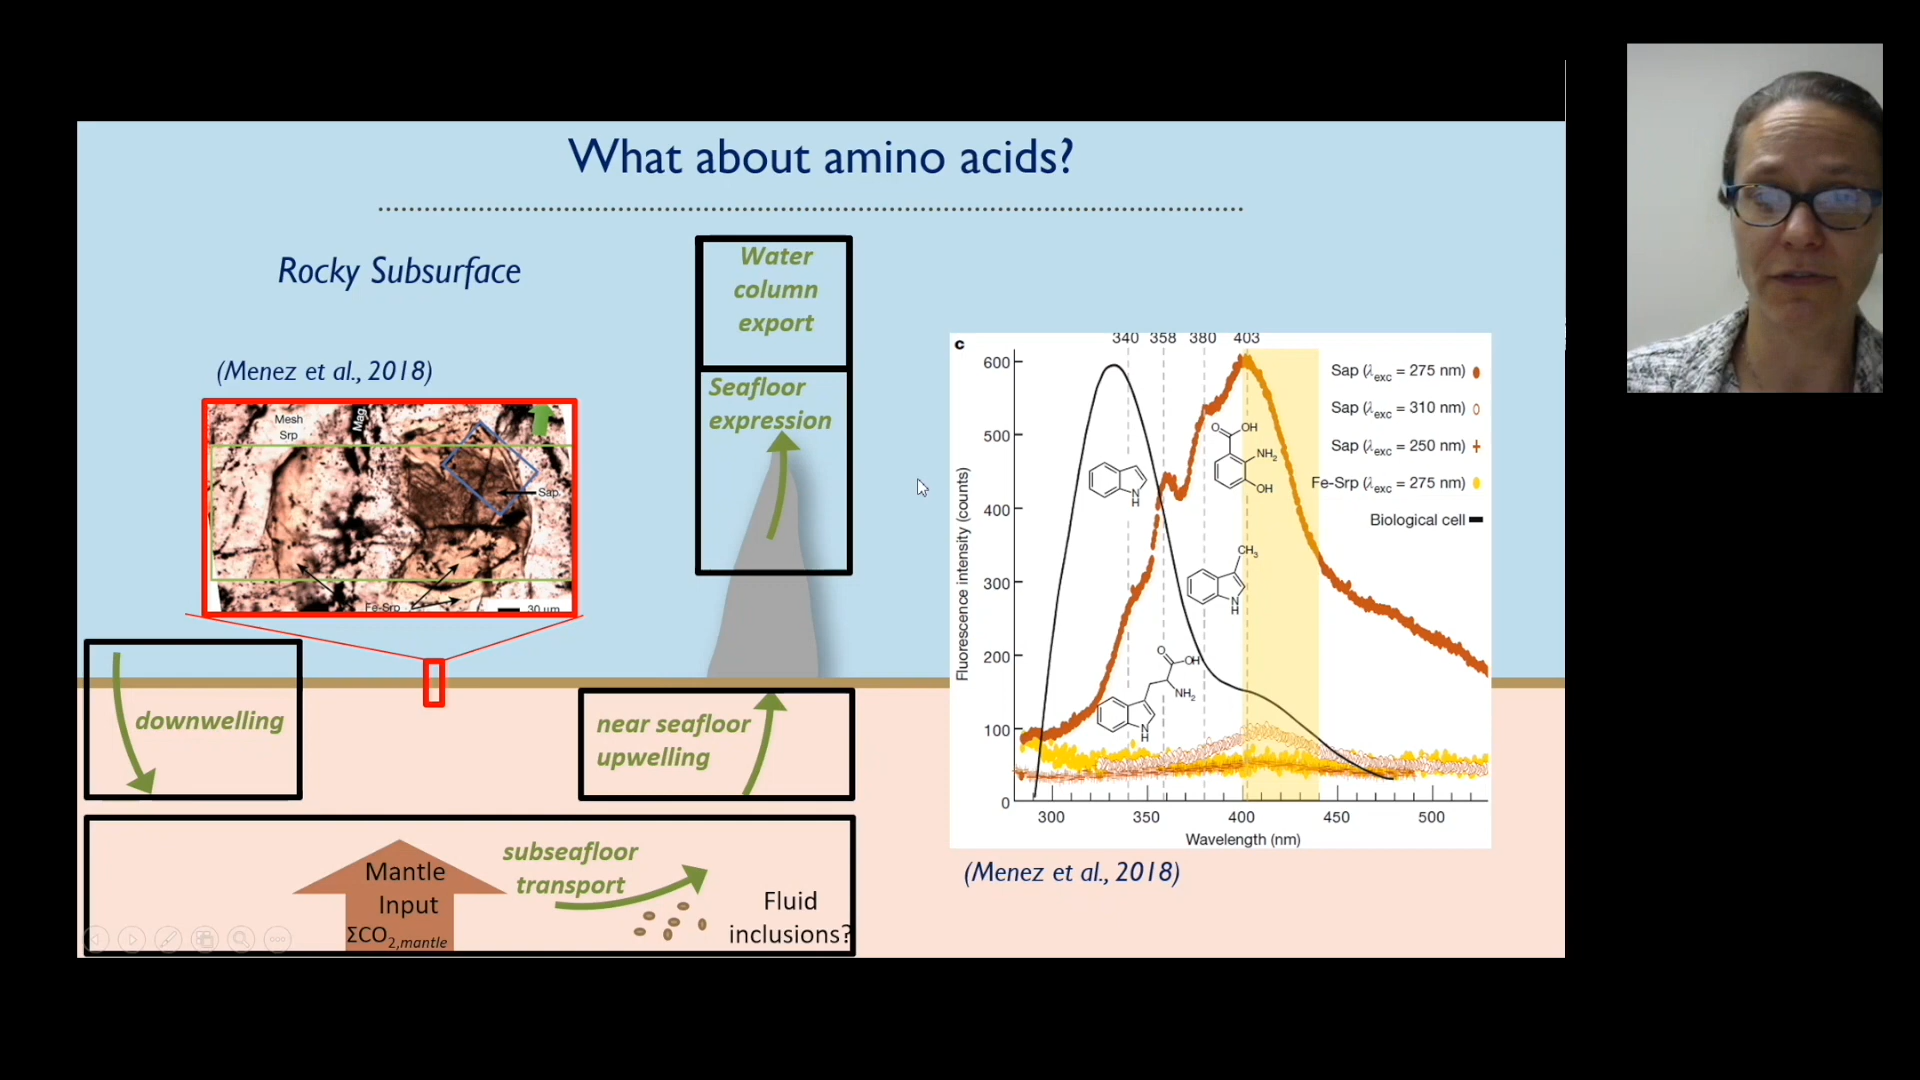 What about amino acids?
Rocky Subsurface
(Menez et al., 2018)
Mesh
Srp
Mag
Sap
Fe-Srp
30 µm
Water
column
export
Seafloor
expression
downwelling
near seafloor
upwelling
Mantle
Input
ΣCO2,mantle
subseafloor
transport
Fluid
inclusions?
c
340 358 380 403
600
500
400
300
200
100
0
Fluorescence intensity (counts)
300 350 400 450 500
Wavelength (nm)
Sap (λexc = 275 nm)
Sap (λexc = 310 nm)
Sap (λexc = 250 nm)
Fe-Srp (λexc = 275 nm)
Biological cell
O OH
NH2
OH
N
H
CH3
N
H
O OH
NH2
N
H
(Menez et al., 2018)